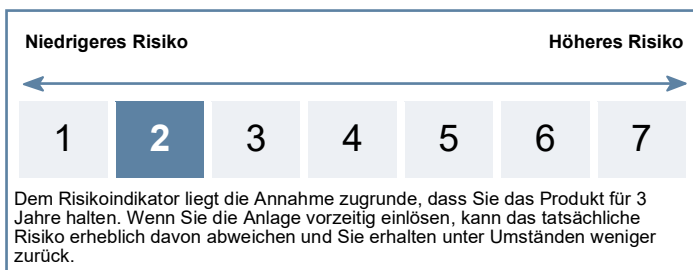 Niedrigeres Risiko Höheres Risiko
1 2 3 4 5 6 7
Dem Risikoindikator liegt die Annahme zugrunde, dass Sie das Produkt für 3
Jahre halten. Wenn Sie die Anlage vorzeitig einlösen, kann das tatsächliche
Risiko erheblich davon abweichen und Sie erhalten unter Umständen weniger
zurück.